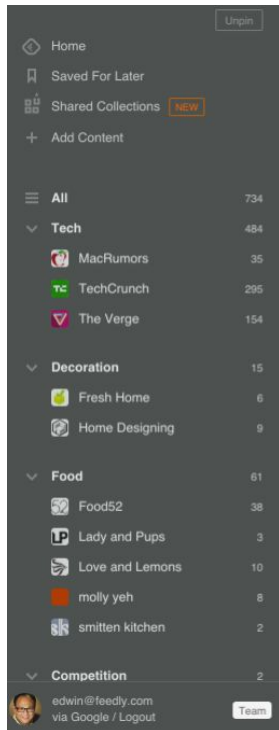 Unpin
Home
Saved For Later
Shared Collections NEW
+ Add Content
All 734
Tech 484
MacRumors 35
TC TechCrunch 295
The Verge 154
Decoration 15
Fresh Home 6
Home Designing 9
Food 61
52 Food52 38
LP Lady and Pups 3
Love and Lemons 10
molly yeh 8
sk smitten kitchen 2
Competition 2
edwin@feedly.com
via Google / Logout Team